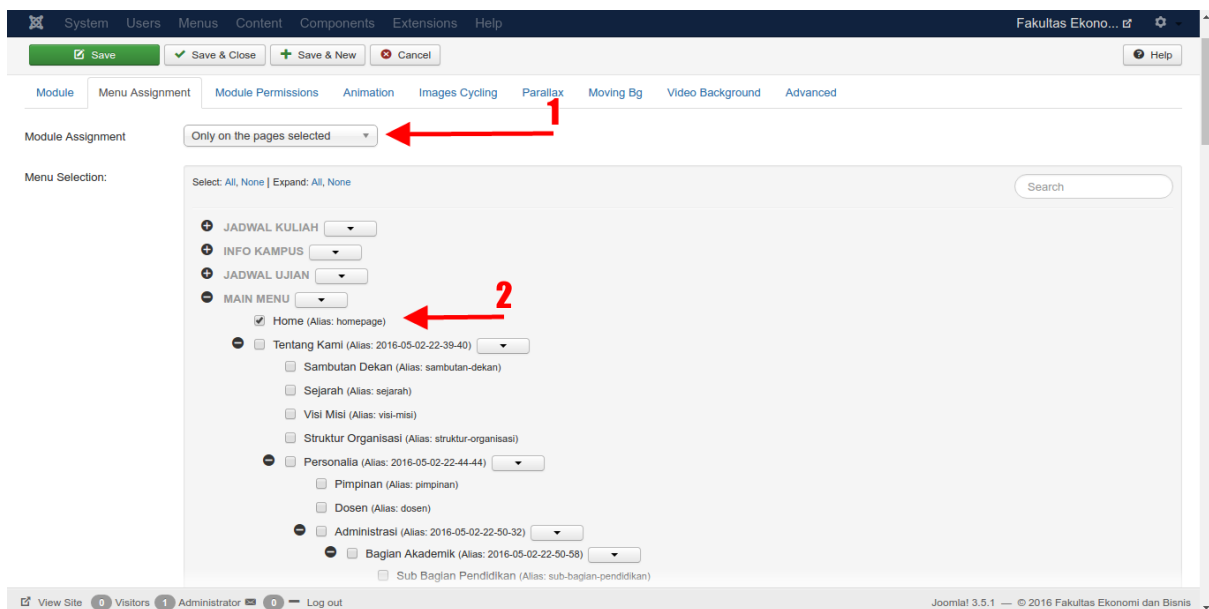 System Users Menus Content Components Extensions Help Fakultas Ekono...
Save Save & Close Save & New Cancel Help
Module Menu Assignment Module Permissions Animation Images Cycling Parallax Moving Bg Video Background Advanced
1
Module Assignment Only on the pages selected
Menu Selection: Select: All, None | Expand: All, None Search
JADWAL KULIAH
INFO KAMPUS
JADWAL UJIAN
MAIN MENU
2
Home (Alias: homepage)
Tentang Kami (Alias: 2016-05-02-22-39-40)
Sambutan Dekan (Alias: sambutan-dekan)
Sejarah (Alias: sejarah)
Visi Misi (Alias: visi-misi)
Struktur Organisasi (Alias: struktur-organisasi)
Personalia (Alias: 2016-05-02-22-44-44)
Pimpinan (Alias: pimpinan)
Dosen (Alias: dosen)
Administrasi (Alias: 2016-05-02-22-50-32)
Bagian Akademik (Alias: 2016-05-02-22-50-58)
Sub Bagian Pendidikan (Alias: sub-bagian-pendidikan)
View Site 0 Visitors 1 Administrator 0 Log out Joomla! 3.5.1 — © 2016 Fakultas Ekonomi dan Bisnis